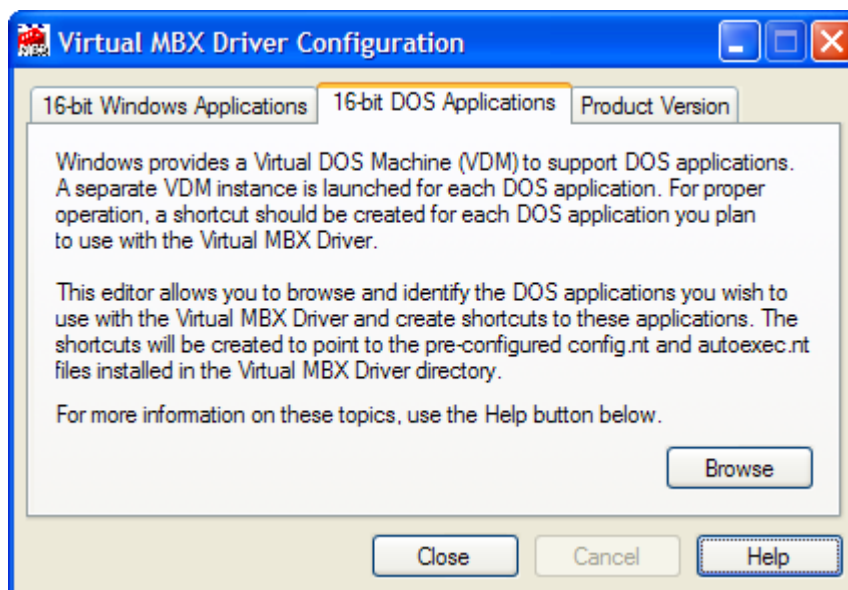 Virtual MBX Driver Configuration
16-bit Windows Applications 16-bit DOS Applications Product Version
Windows provides a Virtual DOS Machine (VDM) to support DOS applications.
A separate VDM instance is launched for each DOS application. For proper
operation, a shortcut should be created for each DOS application you plan
to use with the Virtual MBX Driver.
This editor allows you to browse and identify the DOS applications you wish to
use with the Virtual MBX Driver and create shortcuts to these applications. The
shortcuts will be created to point to the pre-configured config.nt and autoexec.nt
files installed in the Virtual MBX Driver directory.
For more information on these topics, use the Help button below.
Browse
Close Cancel Help